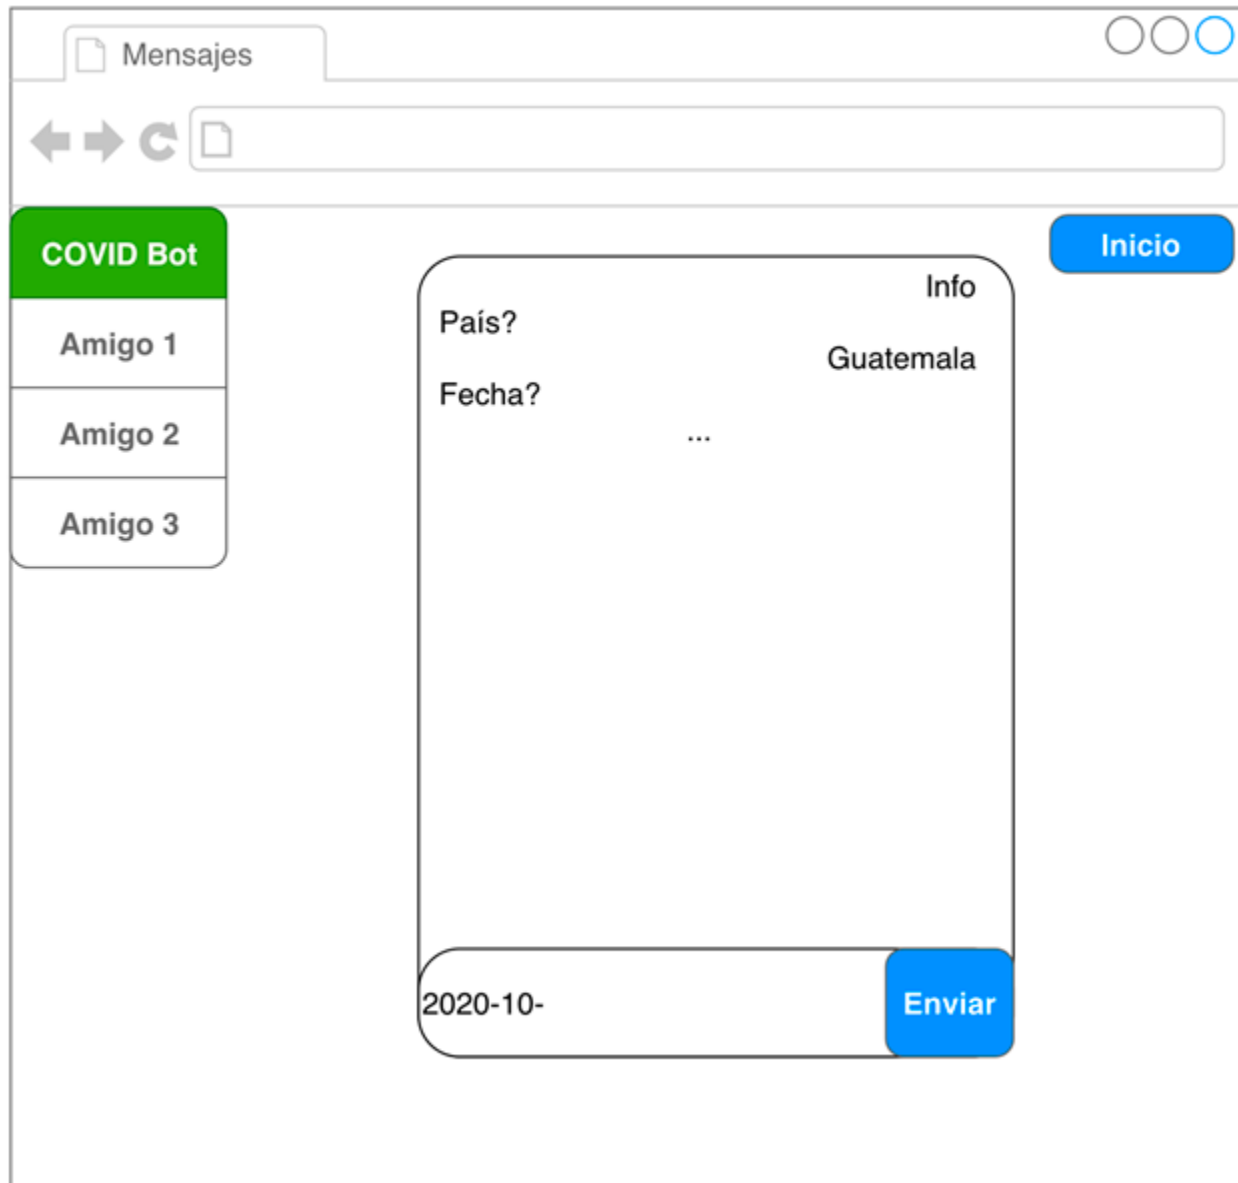 Mensajes
COVID Bot
Amigo 1
Amigo 2
Amigo 3
Inicio
Info
País?
Guatemala
Fecha?
...
2020-10-
Enviar